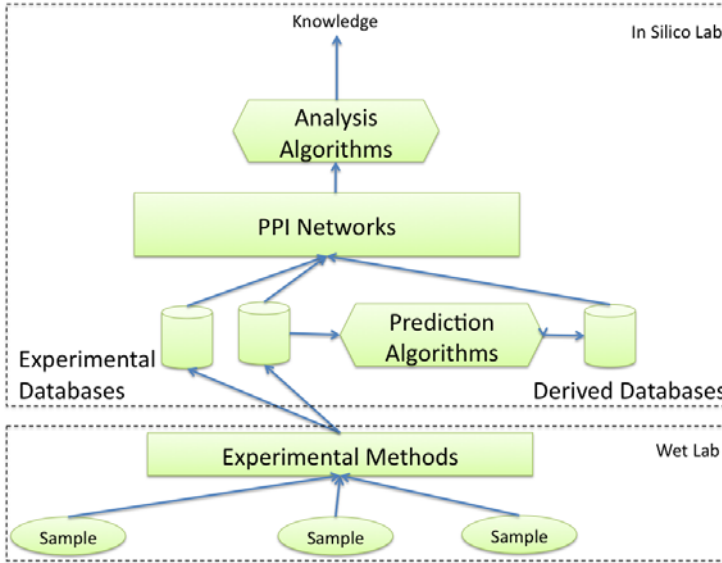 Knowledge
In Silico Lab
Analysis
Algorithms
PPI Networks
Prediction
Algorithms
Experimental
Databases
Derived Databases
Experimental Methods
Wet Lab
Sample
Sample
Sample